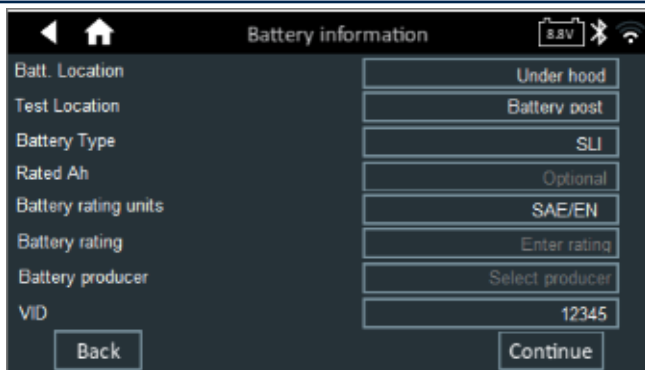 Battery information 8.8V
Batt. Location Under hood
Test Location Battery post
Battery Type SLI
Rated Ah Optional
Battery rating units SAE/EN
Battery rating Enter rating
Battery producer Select producer
VID 12345
Back Continue